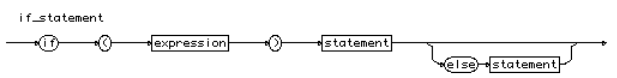 if_statement
if ( expression ) statement
else statement